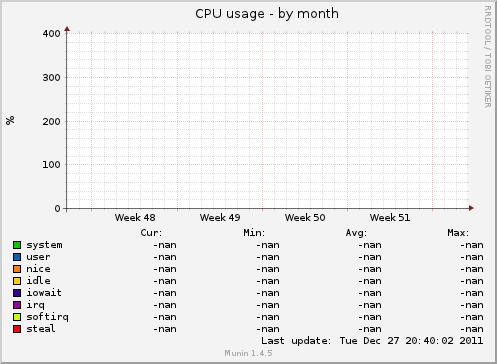 CPU usage - by month
RRDTOOL / TOBI OETIKER
%
400
300
200
100
0
Week 48 Week 49 Week 50 Week 51
Cur: Min: Avg: Max:
system -nan -nan -nan -nan
user -nan -nan -nan -nan
nice -nan -nan -nan -nan
idle -nan -nan -nan -nan
iowait -nan -nan -nan -nan
irq -nan -nan -nan -nan
softirq -nan -nan -nan -nan
steal -nan -nan -nan -nan
Last update: Tue Dec 27 20:40:02 2011
Munin 1.4.5